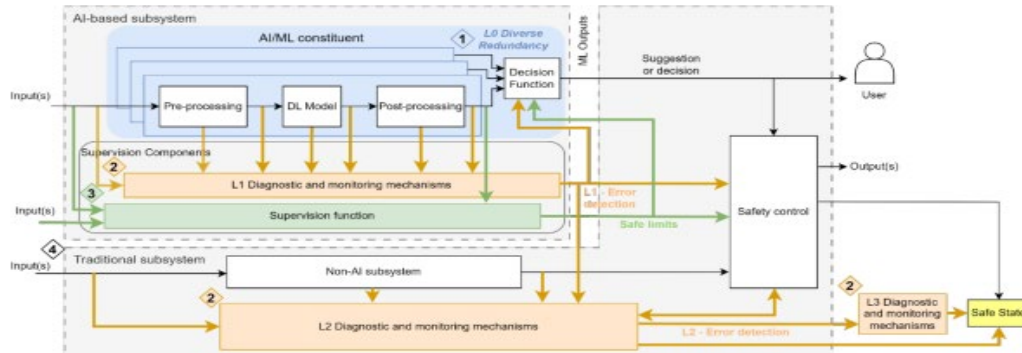 AI-based subsystem
AI/ML constituent
1
L0 Diverse
Redundancy
ML Outputs
Decision
Function
Suggestion
or decision
User
Input(s)
Pre-processing
DL Model
Post-processing
Supervision Components
2
L1 Diagnostic and monitoring mechanisms
L1 - Error
detection
Safety control
Output(s)
3
Input(s)
Supervision function
Safe limits
4
Input(s)
Traditional subsystem
Non-AI subsystem
2
L2 Diagnostic and monitoring mechanisms
L2 - Error detection
2
L3 Diagnostic
and monitoring
mechanisms
Safe State